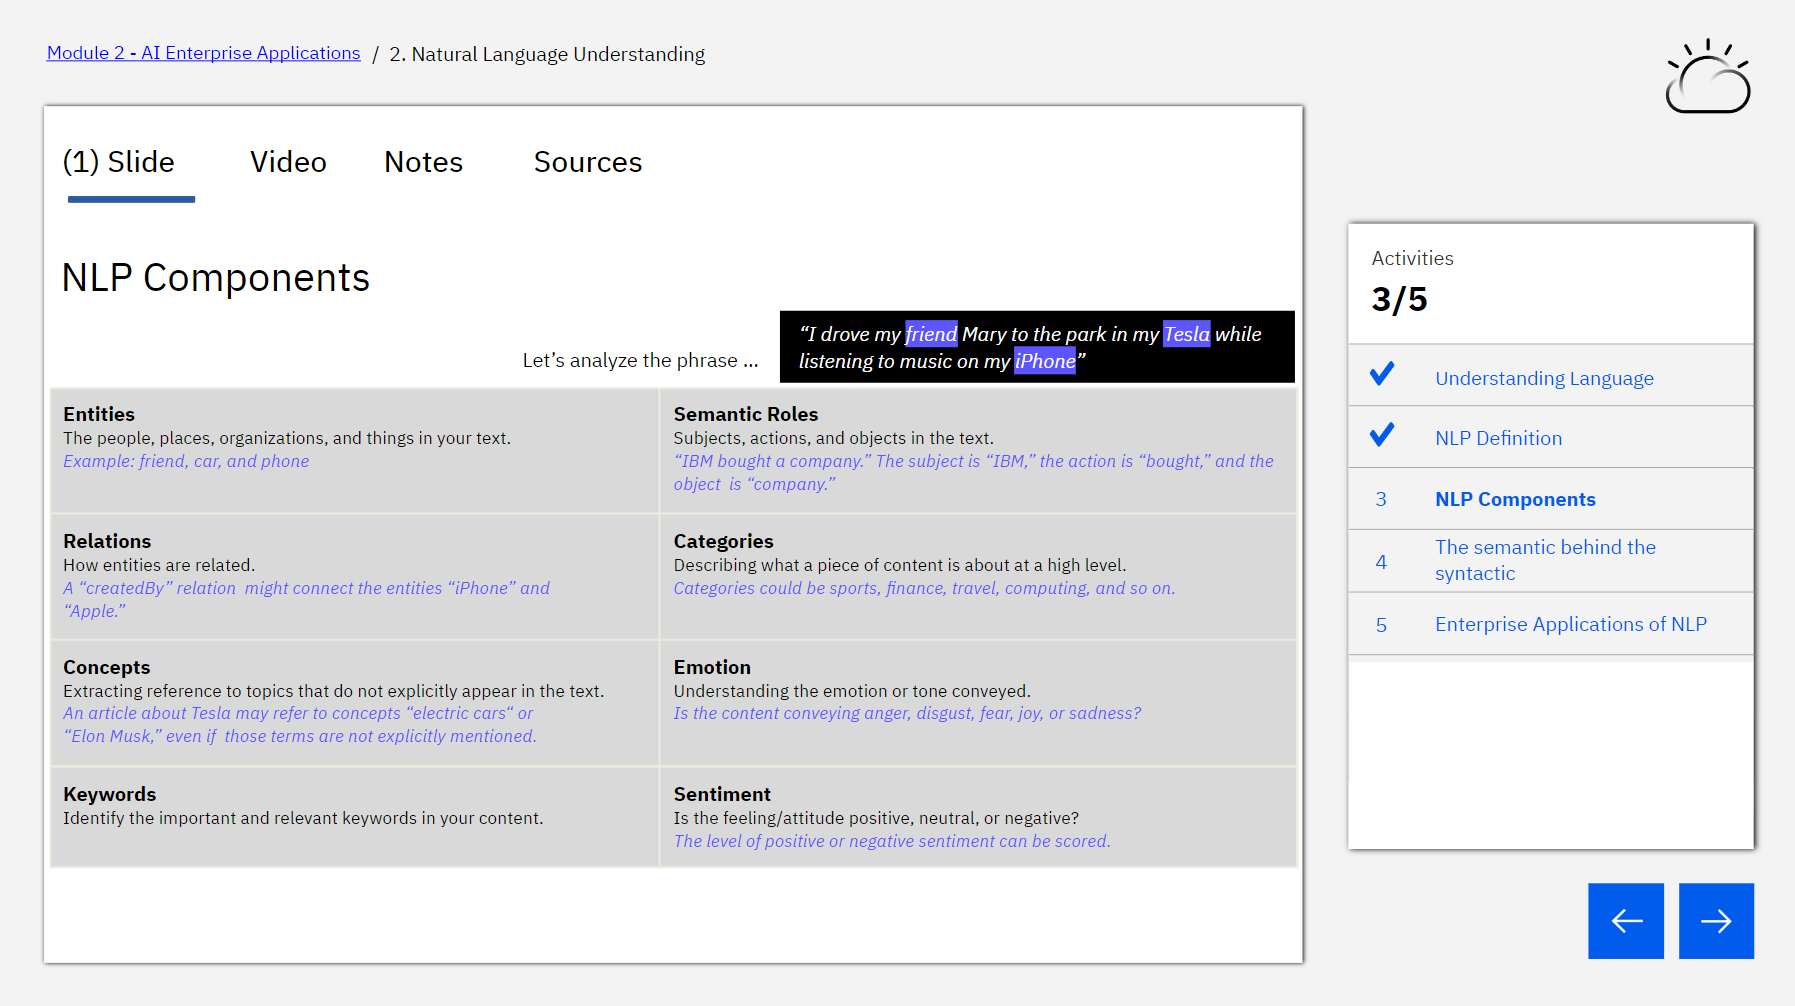 Module 2 - AI Enterprise Applications / 2. Natural Language Understanding
(1) Slide Video Notes Sources
NLP Components
Let’s analyze the phrase ...
“I drove my friend Mary to the park in my Tesla while
listening to music on my iPhone”
Entities
The people, places, organizations, and things in your text.
Example: friend, car, and phone
Semantic Roles
Subjects, actions, and objects in the text.
“IBM bought a company.” The subject is “IBM,” the action is “bought,” and the
object is “company.”
Relations
How entities are related.
A “createdBy” relation might connect the entities “iPhone” and
“Apple.”
Categories
Describing what a piece of content is about at a high level.
Categories could be sports, finance, travel, computing, and so on.
Concepts
Extracting reference to topics that do not explicitly appear in the text.
An article about Tesla may refer to concepts “electric cars“ or
“Elon Musk,” even if those terms are not explicitly mentioned.
Emotion
Understanding the emotion or tone conveyed.
Is the content conveying anger, disgust, fear, joy, or sadness?
Keywords
Identify the important and relevant keywords in your content.
Sentiment
Is the feeling/attitude positive, neutral, or negative?
The level of positive or negative sentiment can be scored.
Activities
3/5
Understanding Language
NLP Definition
3 NLP Components
4 The semantic behind the
syntactic
5 Enterprise Applications of NLP